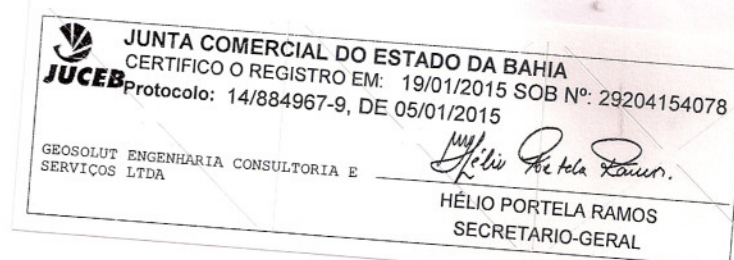 JUNTA COMERCIAL DO ESTADO DA BAHIA
CERTIFICO O REGISTRO EM: 19/01/2015 SOB Nº: 29204154078
JUCEB
Protocolo: 14/884967-9, DE 05/01/2015
GEOSOLUT ENGENHARIA CONSULTORIA E
SERVIÇOS LTDA
Hélio Portela Ramos.
HÉLIO PORTELA RAMOS
SECRETARIO-GERAL